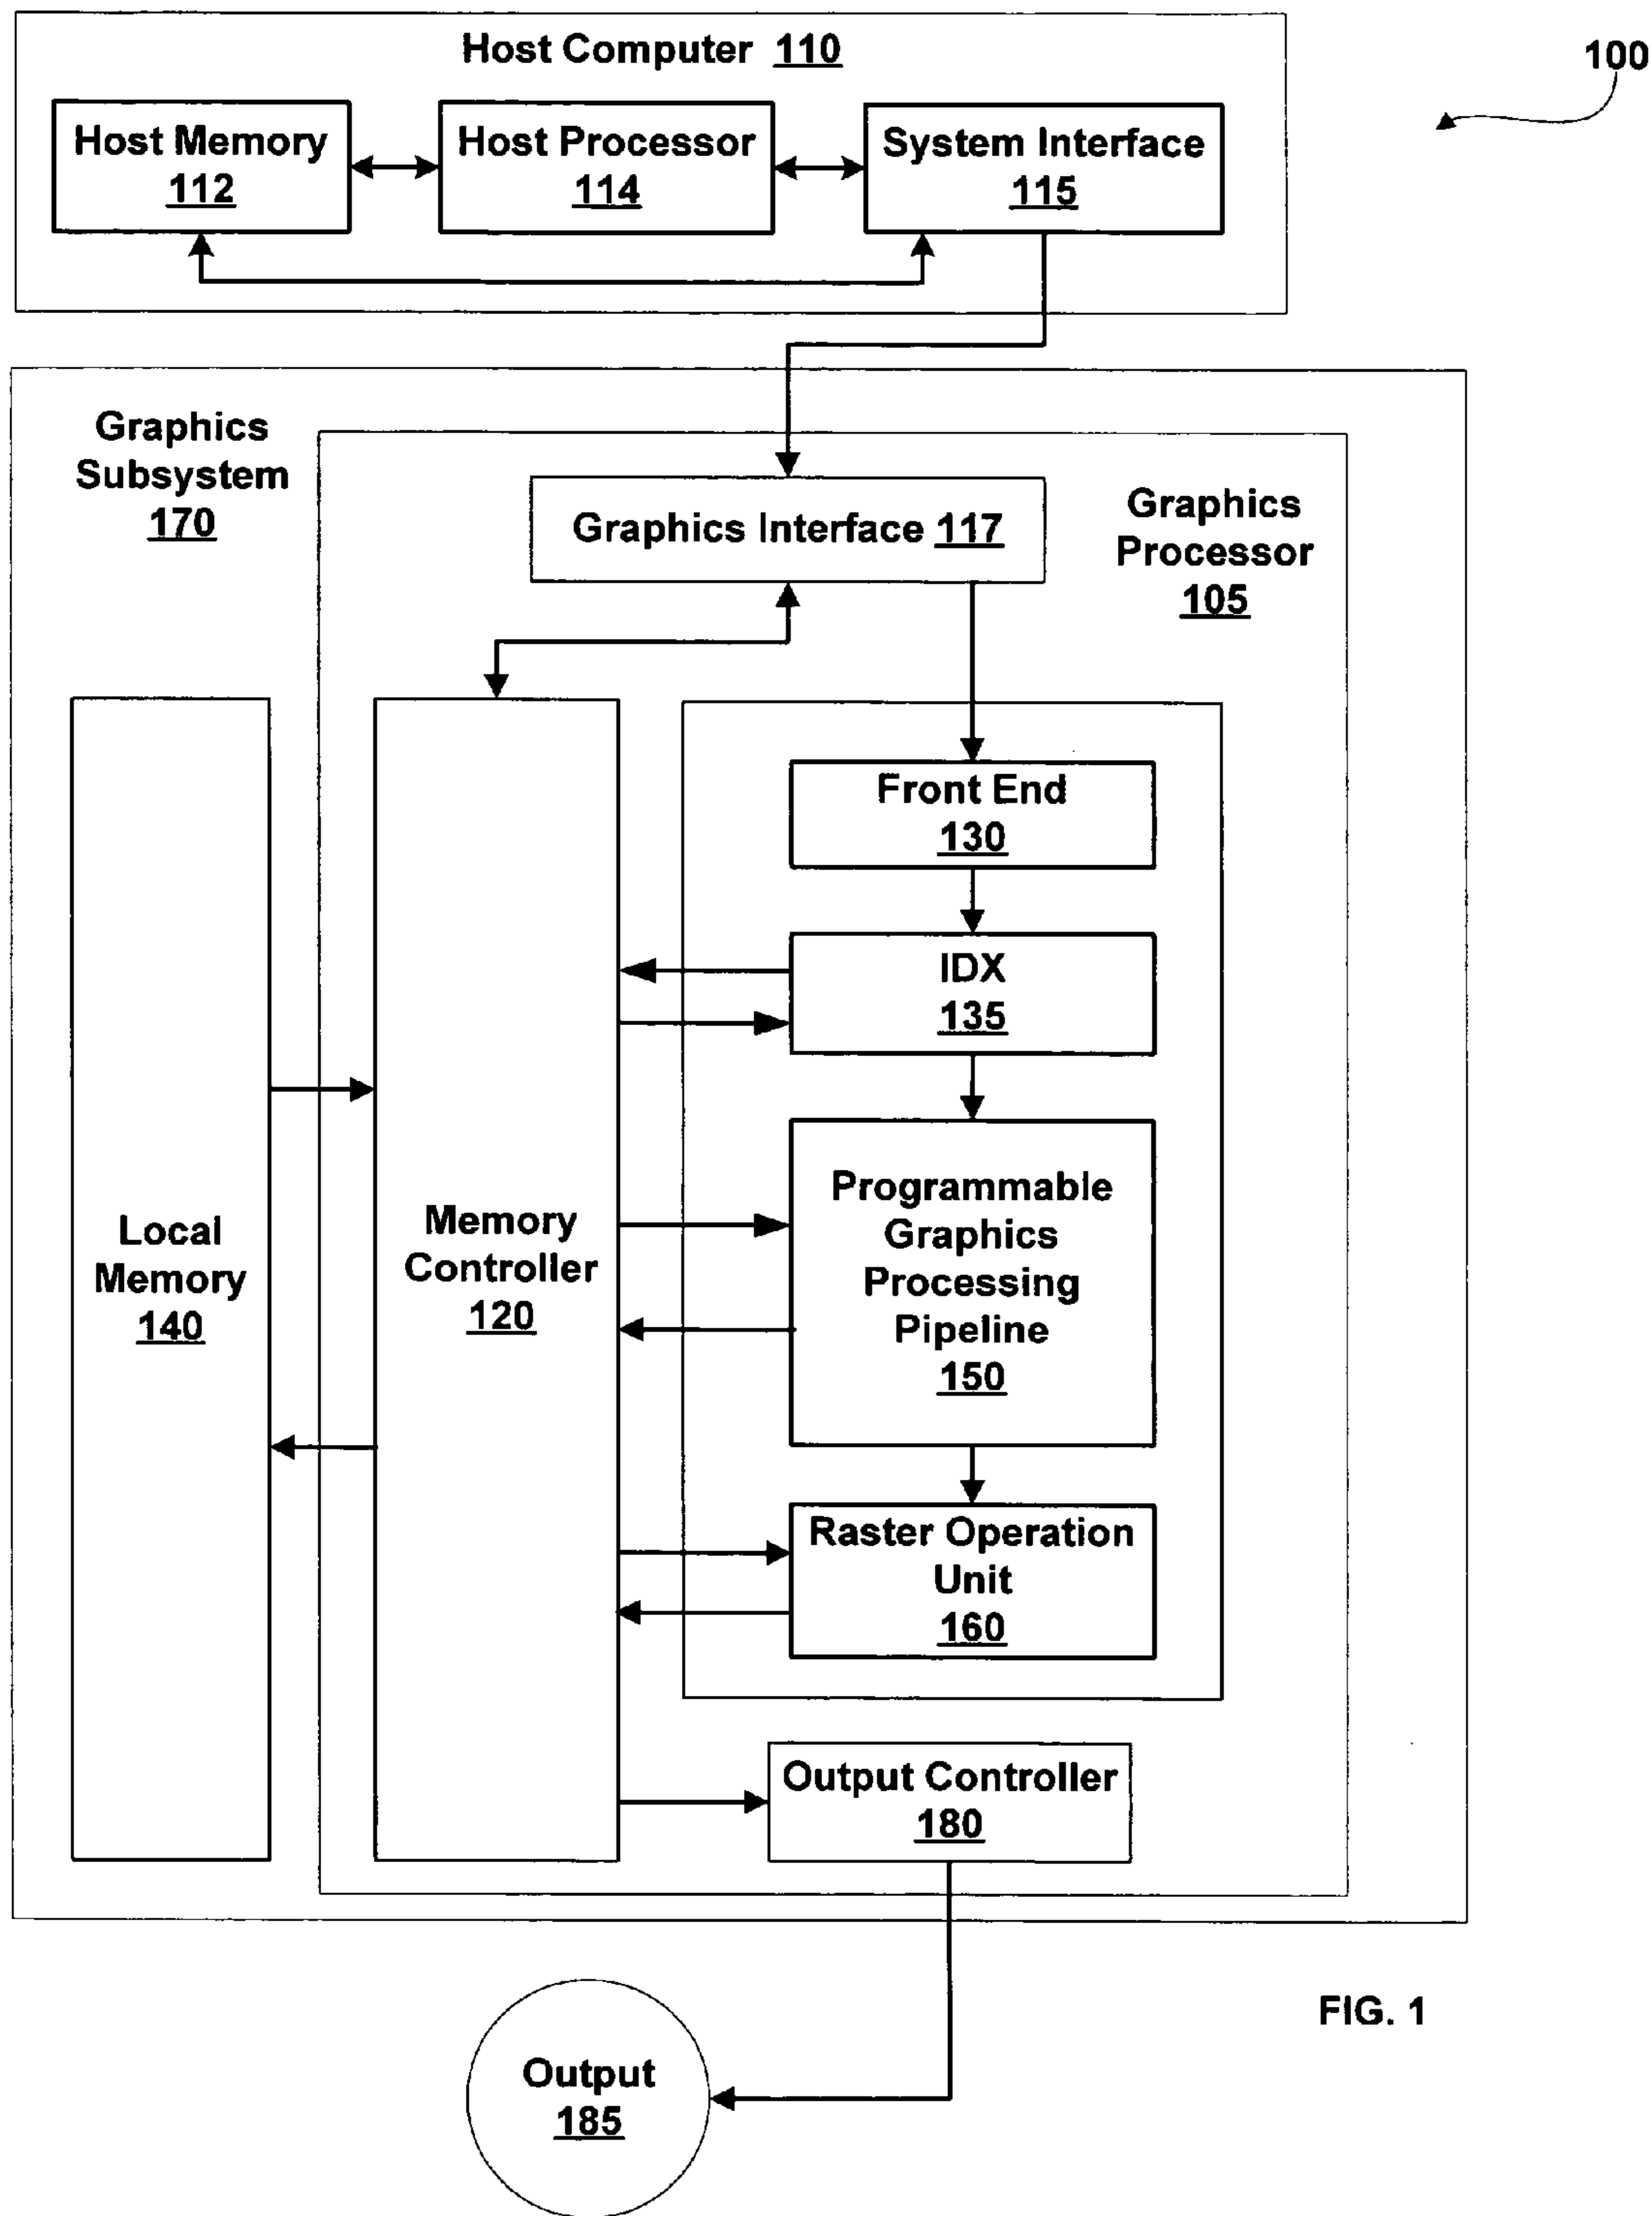 Host Computer 110
100
Host Memory
112
Host Processor
114
System Interface
115
Graphics
Subsystem
170
Graphics Interface 117
Graphics
Processor
105
Front End
130
IDX
135
Local
Memory
140
Memory
Controller
120
Programmable
Graphics
Processing
Pipeline
150
Raster Operation
Unit
160
Output Controller
180
Output
185
FIG. 1